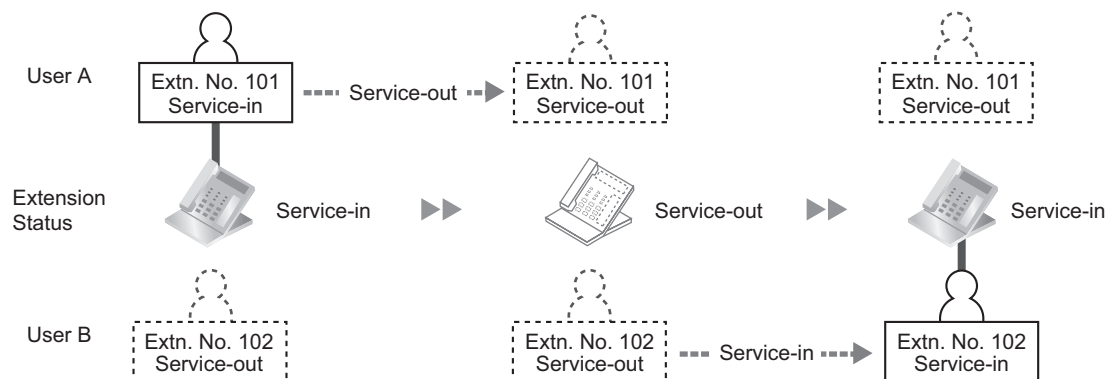 User A
Extn. No. 101
Service-in
Service-out
Extn. No. 101
Service-out
Extn. No. 101
Service-out
Extension
Status
Service-in
Service-out
Service-in
User B
Extn. No. 102
Service-out
Extn. No. 102
Service-out
Service-in
Extn. No. 102
Service-in